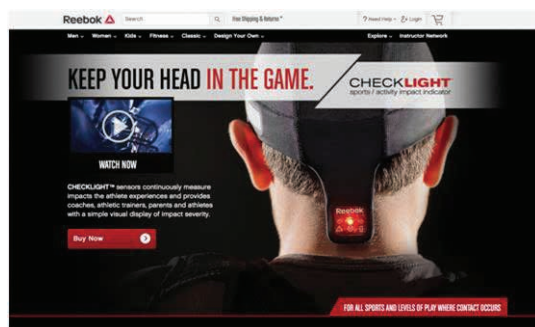 Reebok
Search
Free Shipping & Returns *
? Need Help
Login
Men
Women
Kids
Fitness
Classic
Design Your Own
Explore
Instructor Network
KEEP YOUR HEAD IN THE GAME.
CHECKLIGHT™
sports / activity impact indicator
WATCH NOW
CHECKLIGHT™ sensors continuously measure
impacts the athlete experiences and provides
coaches, athletic trainers, parents and athletes
with a simple visual display of impact severity.
Buy Now
Reebok
FOR ALL SPORTS AND LEVELS OF PLAY WHERE CONTACT OCCURS